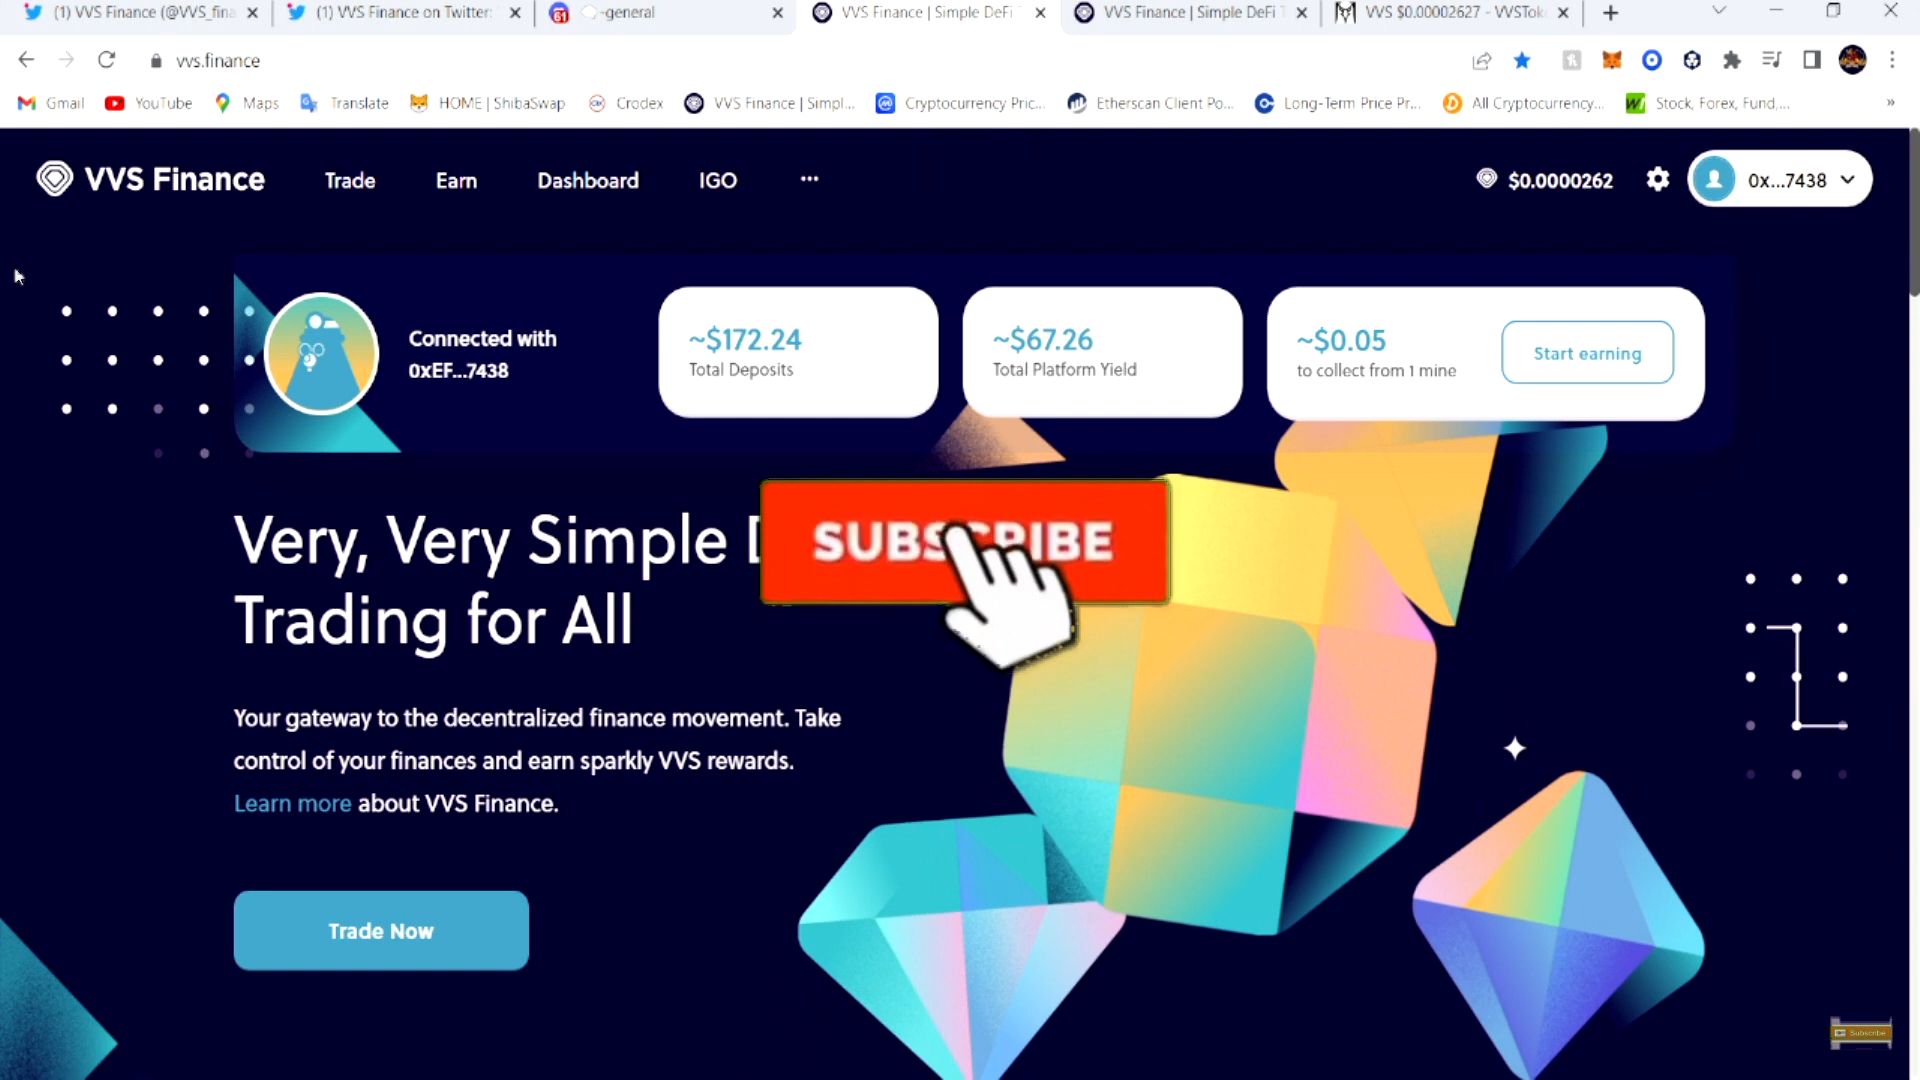 (1) VVS Finance (@VVS_fina
(1) VVS Finance on Twitter:
81
-general
VVS Finance | Simple DeFi
VVS Finance | Simple DeFi T
VVS $0.00002627 - VVSTok
vvs.finance
Gmail
YouTube
Maps
Translate
HOME | ShibaSwap
Crodex
VVS Finance | Simpl...
Cryptocurrency Pric...
Etherscan Client Po...
Long-Term Price Pr...
All Cryptocurrency...
Stock, Forex, Fund,...
»
VVS Finance
Trade
Earn
Dashboard
IGO
$0.0000262
0x...7438
Connected with
0xEF...7438
~$172.24
Total Deposits
~$67.26
Total Platform Yield
~$0.05
to collect from 1 mine
Start earning
Very, Very Simple D
Trading for All
SUBSCRIBE
Your gateway to the decentralized finance movement. Take
control of your finances and earn sparkly VVS rewards.
Learn more about VVS Finance.
Trade Now
Subscribe